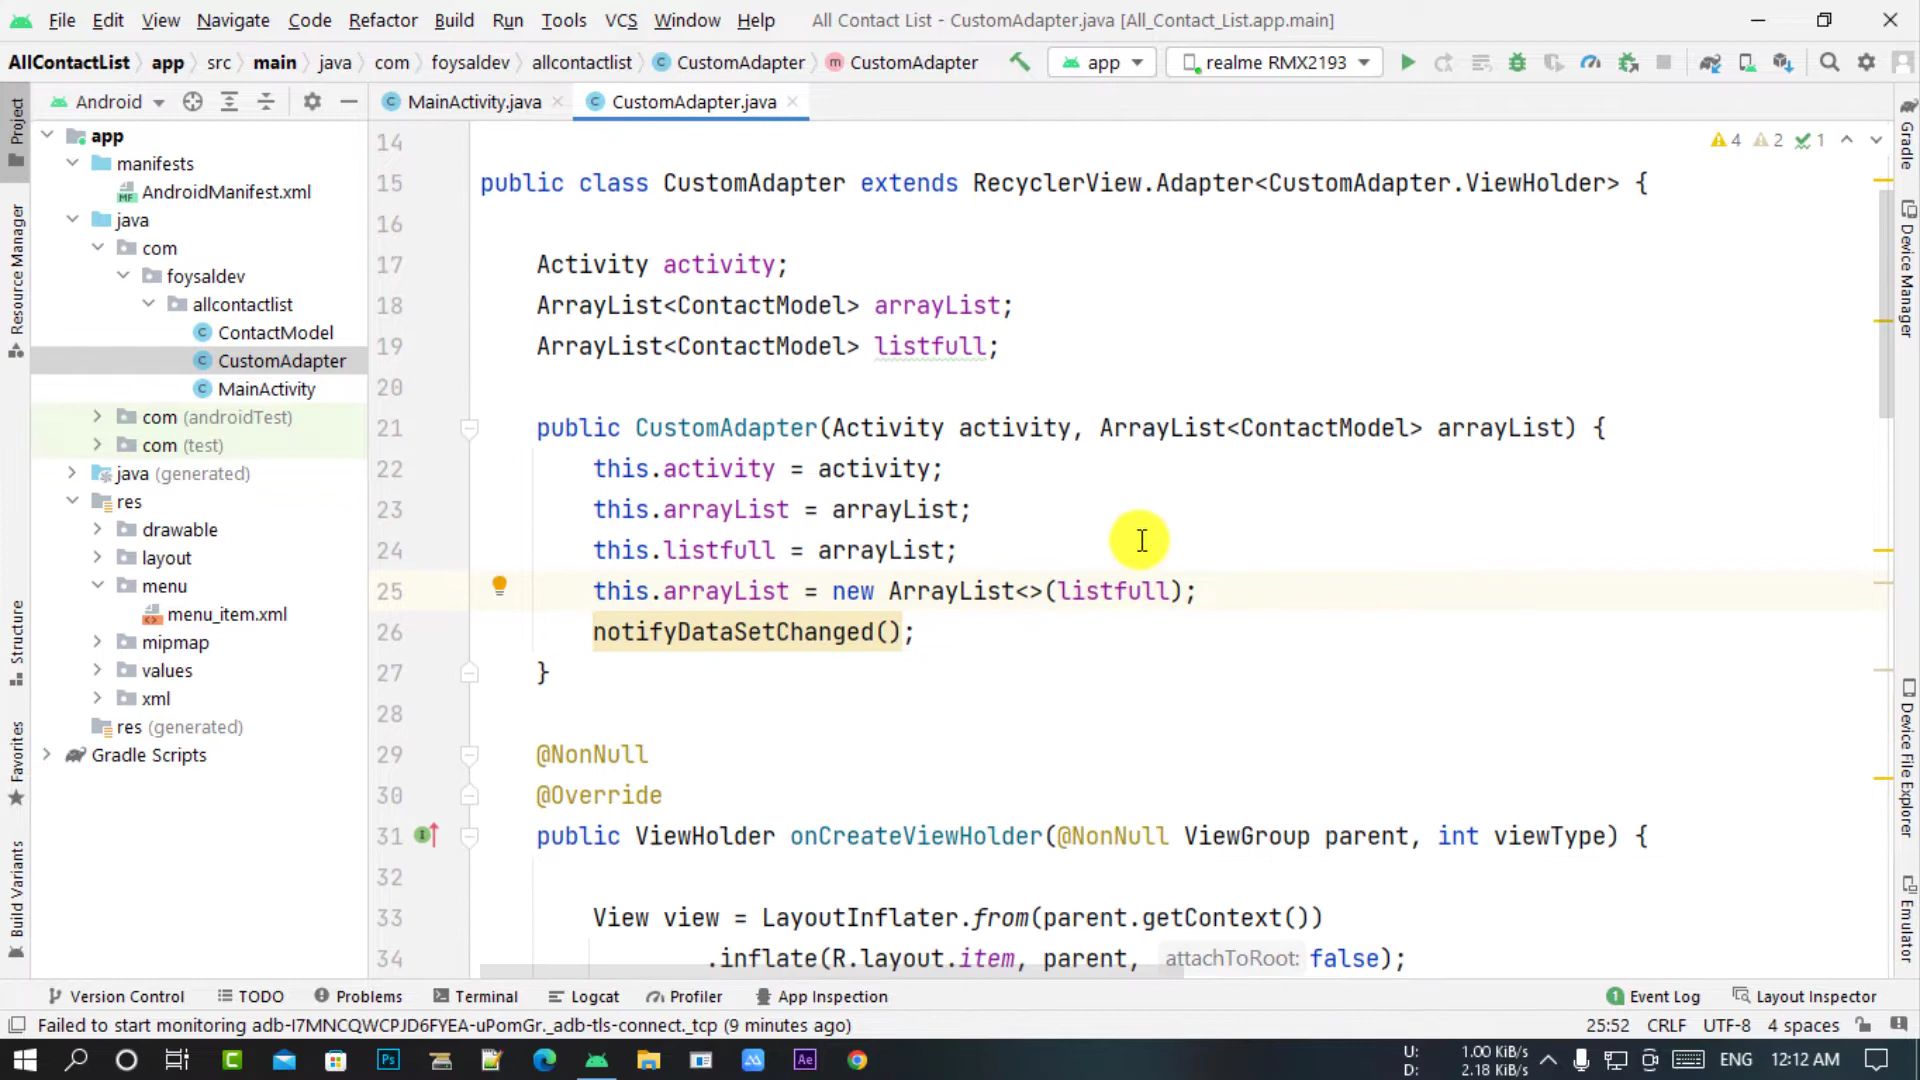 File Edit View Navigate Code Refactor Build Run Tools VCS Window Help All Contact List - CustomAdapter.java [All_Contact_List.app.main]
AllContactList app src main java com foysaldev allcontactlist CustomAdapter CustomAdapter app realme RMX2193
Android MainActivity.java CustomAdapter.java
Project
Resource Manager
Structure
Favorites
Build Variants
app
manifests
AndroidManifest.xml
java
com
foysaldev
allcontactlist
ContactModel
CustomAdapter
MainActivity
com (androidTest)
com (test)
java (generated)
res
drawable
layout
menu
menu_item.xml
mipmap
values
xml
res (generated)
Gradle Scripts
4 2 1
14
15 public class CustomAdapter extends RecyclerView.Adapter<CustomAdapter.ViewHolder> {
16
17 Activity activity;
18 ArrayList<ContactModel> arrayList;
19 ArrayList<ContactModel> listfull;
20
21 public CustomAdapter(Activity activity, ArrayList<ContactModel> arrayList) {
22 this.activity = activity;
23 this.arrayList = arrayList;
24 this.listfull = arrayList;
25 this.arrayList = new ArrayList<>(listfull);
26 notifyDataSetChanged();
27 }
28
29 @NonNull
30 @Override
31 public ViewHolder onCreateViewHolder(@NonNull ViewGroup parent, int viewType) {
32
33 View view = LayoutInflater.from(parent.getContext())
34 .inflate(R.layout.item, parent, attachToRoot: false);
Gradle
Device Manager
Device File Explorer
Emulator
Version Control TODO Problems Terminal Logcat Profiler App Inspection 1 Event Log Layout Inspector
Failed to start monitoring adb-I7MNCQWCPJD6FYEA-uPomGr._adb-tls-connect._tcp (9 minutes ago) 25:52 CRLF UTF-8 4 spaces
U: 1.00 KiB/s
D: 2.18 KiB/s
ENG 12:12 AM